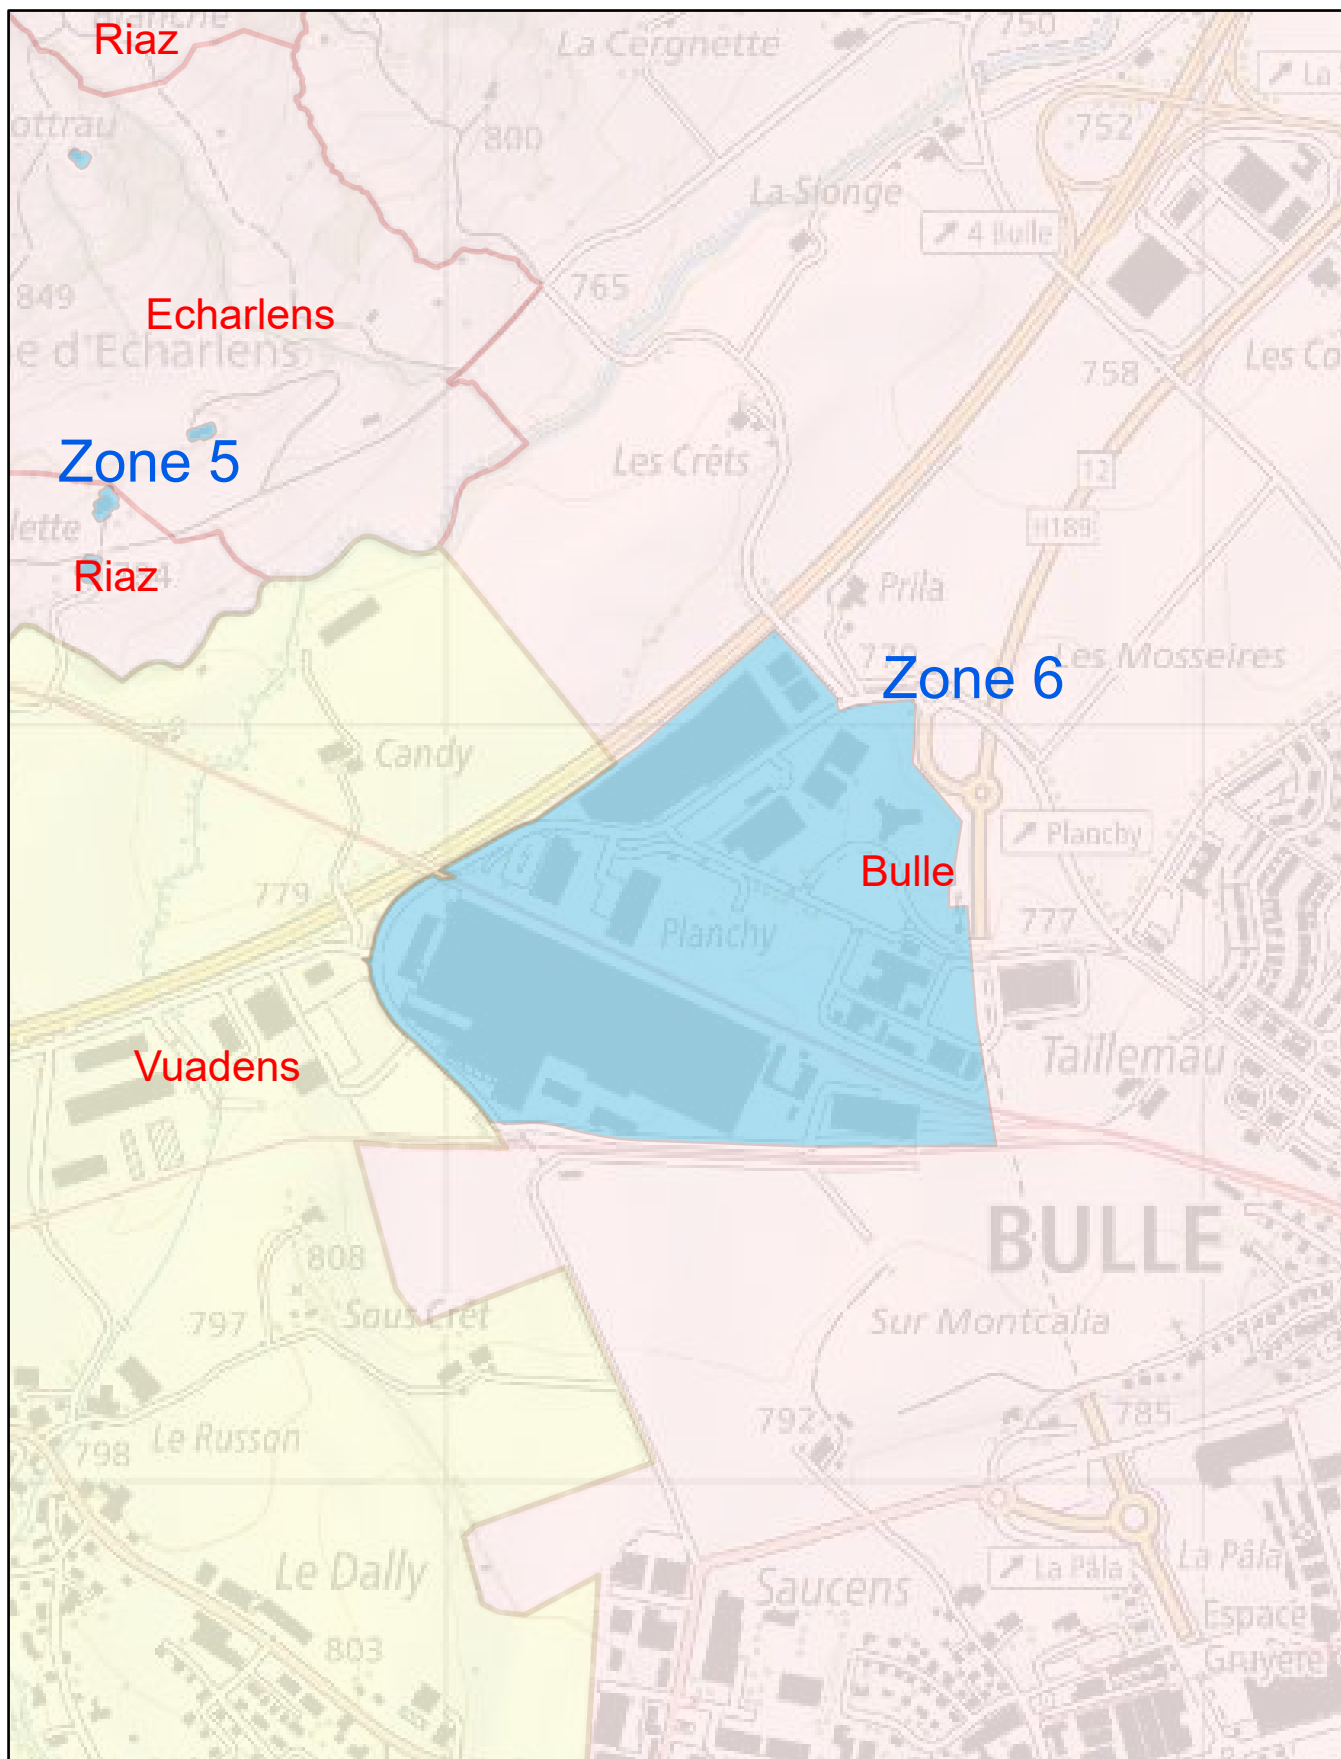 Riaz
La Cergnette
750
ottrau
800
752
La
La Sionge
4 Bulle
849
765
Echarlens
e d'Echarlens
758
Les Co
Zone 5
Les Crêts
12
lette
H189
Riaz
Prila
Zone 6
Les Mosseires
Candy
Planchy
Bulle
779
777
Planchy
Vuadens
Taillemau
BULLE
808
797
Sous Crêt
Sur Montcalia
792
785
798
Le Russon
Le Dally
La Pâla
La Pâla
Saucens
Espace
Gruyère
803